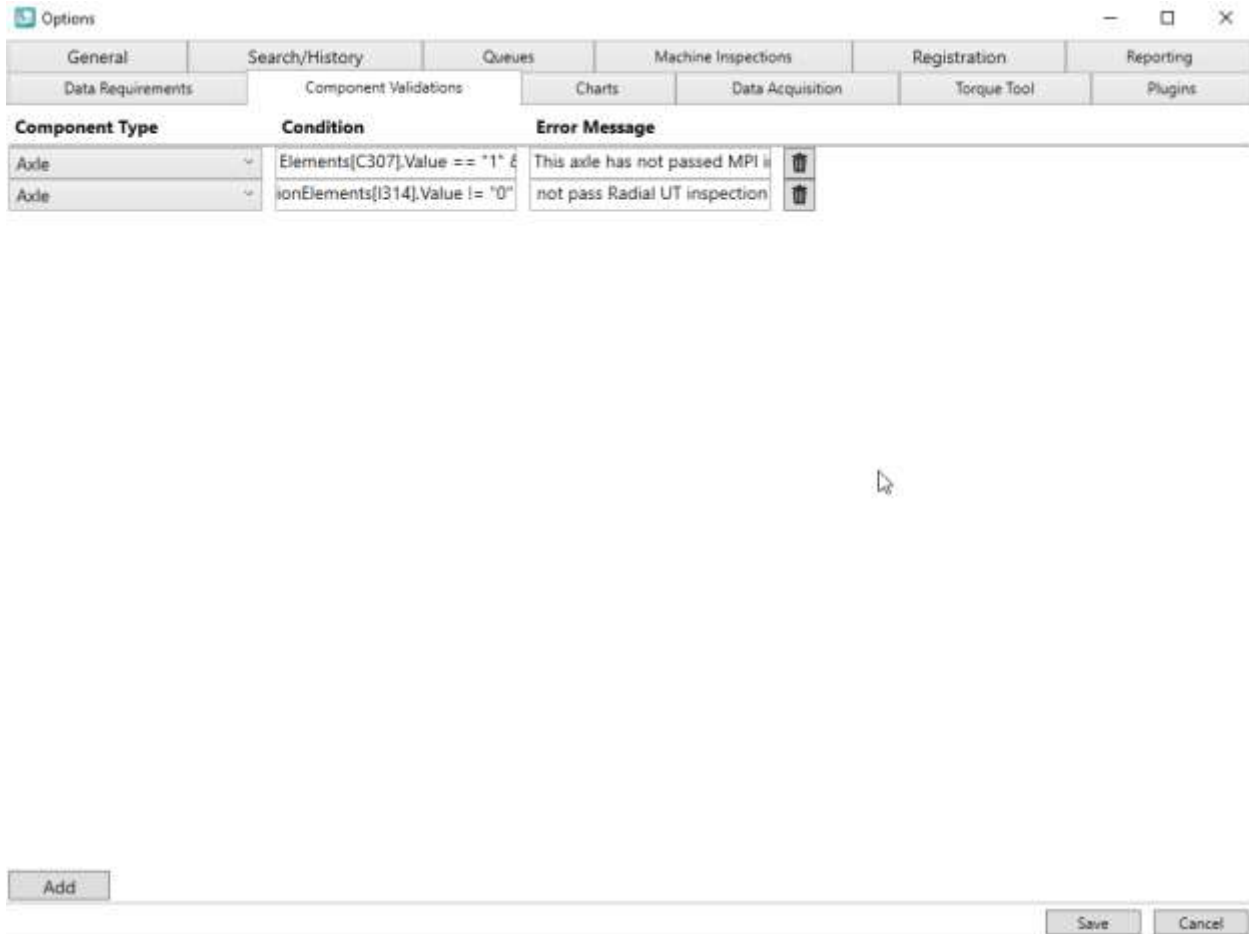 Options
General Search/History Queues Machine Inspections Registration Reporting
Data Requirements Component Validations Charts Data Acquisition Torque Tool Plugins
Component Type Condition Error Message
Axle Elements[C307].Value == "1" & This axle has not passed MPI i
Axle ionElements[I314].Value != "0" not pass Radial UT inspection
Add
Save Cancel